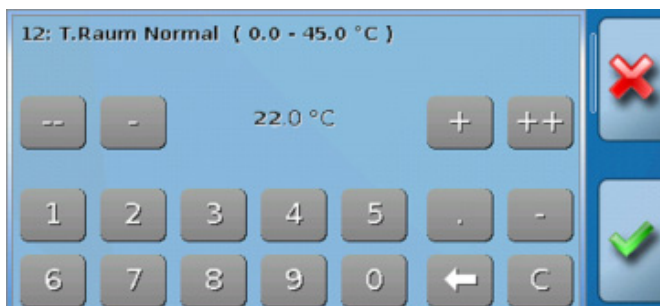 12: T.Raum Normal ( 0.0 - 45.0 °C )
-- - 22.0 °C + ++
1 2 3 4 5 . -
6 7 8 9 0 C